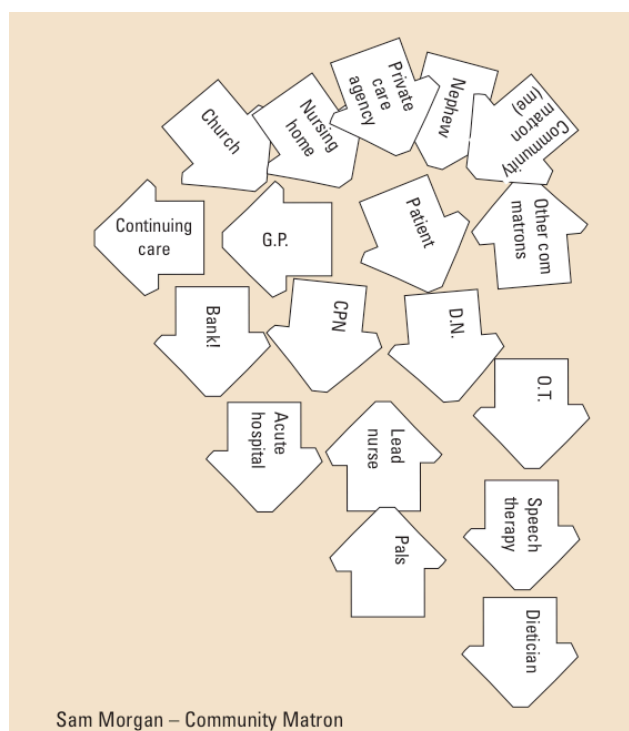 Church
Nursing
home
Private
care
agency
Nephew
Community
matron
(me)
Continuing
care
G.P.
Patient
Other com
matrons
Bank!
CPN
D.N.
O.T.
Acute
hospital
Lead
nurse
Speech
therapy
Pals
Dietician
Sam Morgan – Community Matron